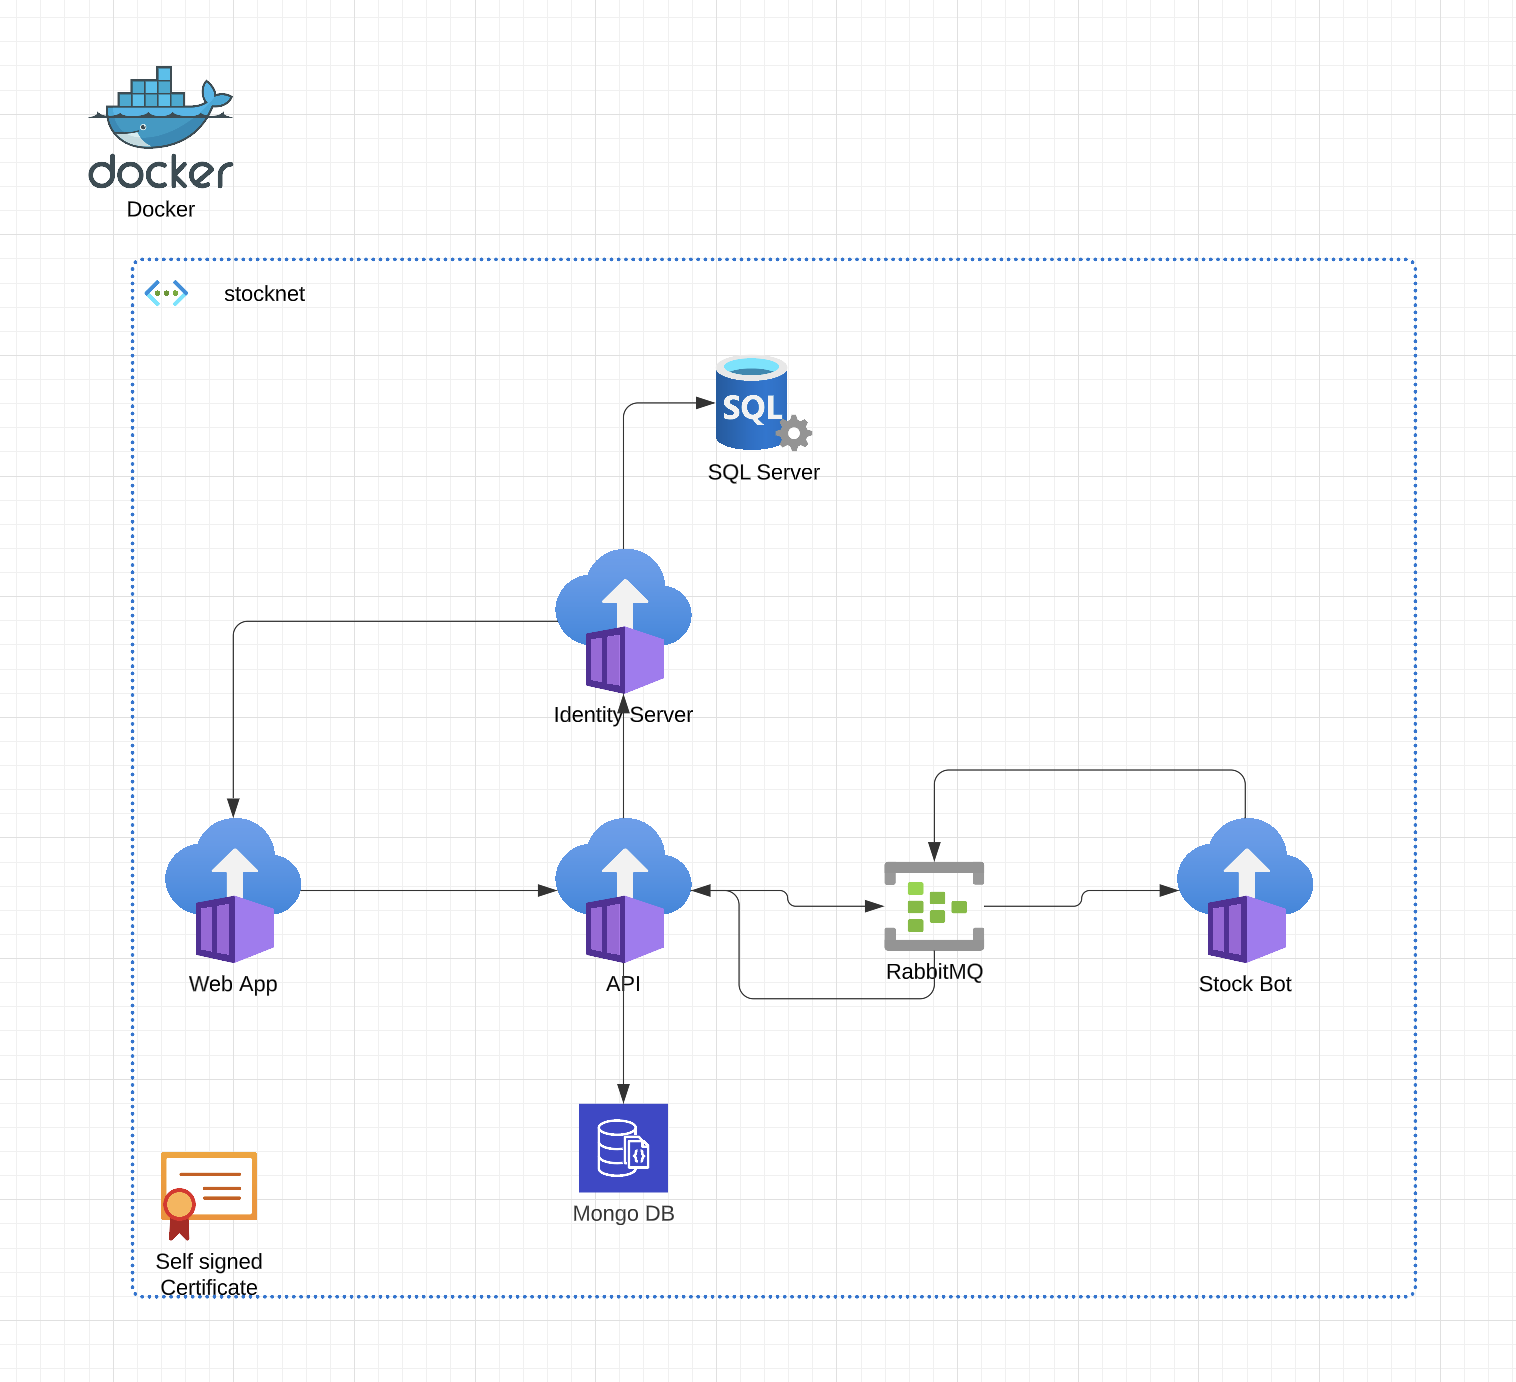 docker
Docker
stocknet
SQL
SQL Server
Identity Server
Web App
API
RabbitMQ
Stock Bot
{}
Mongo DB
Self signed
Certificate